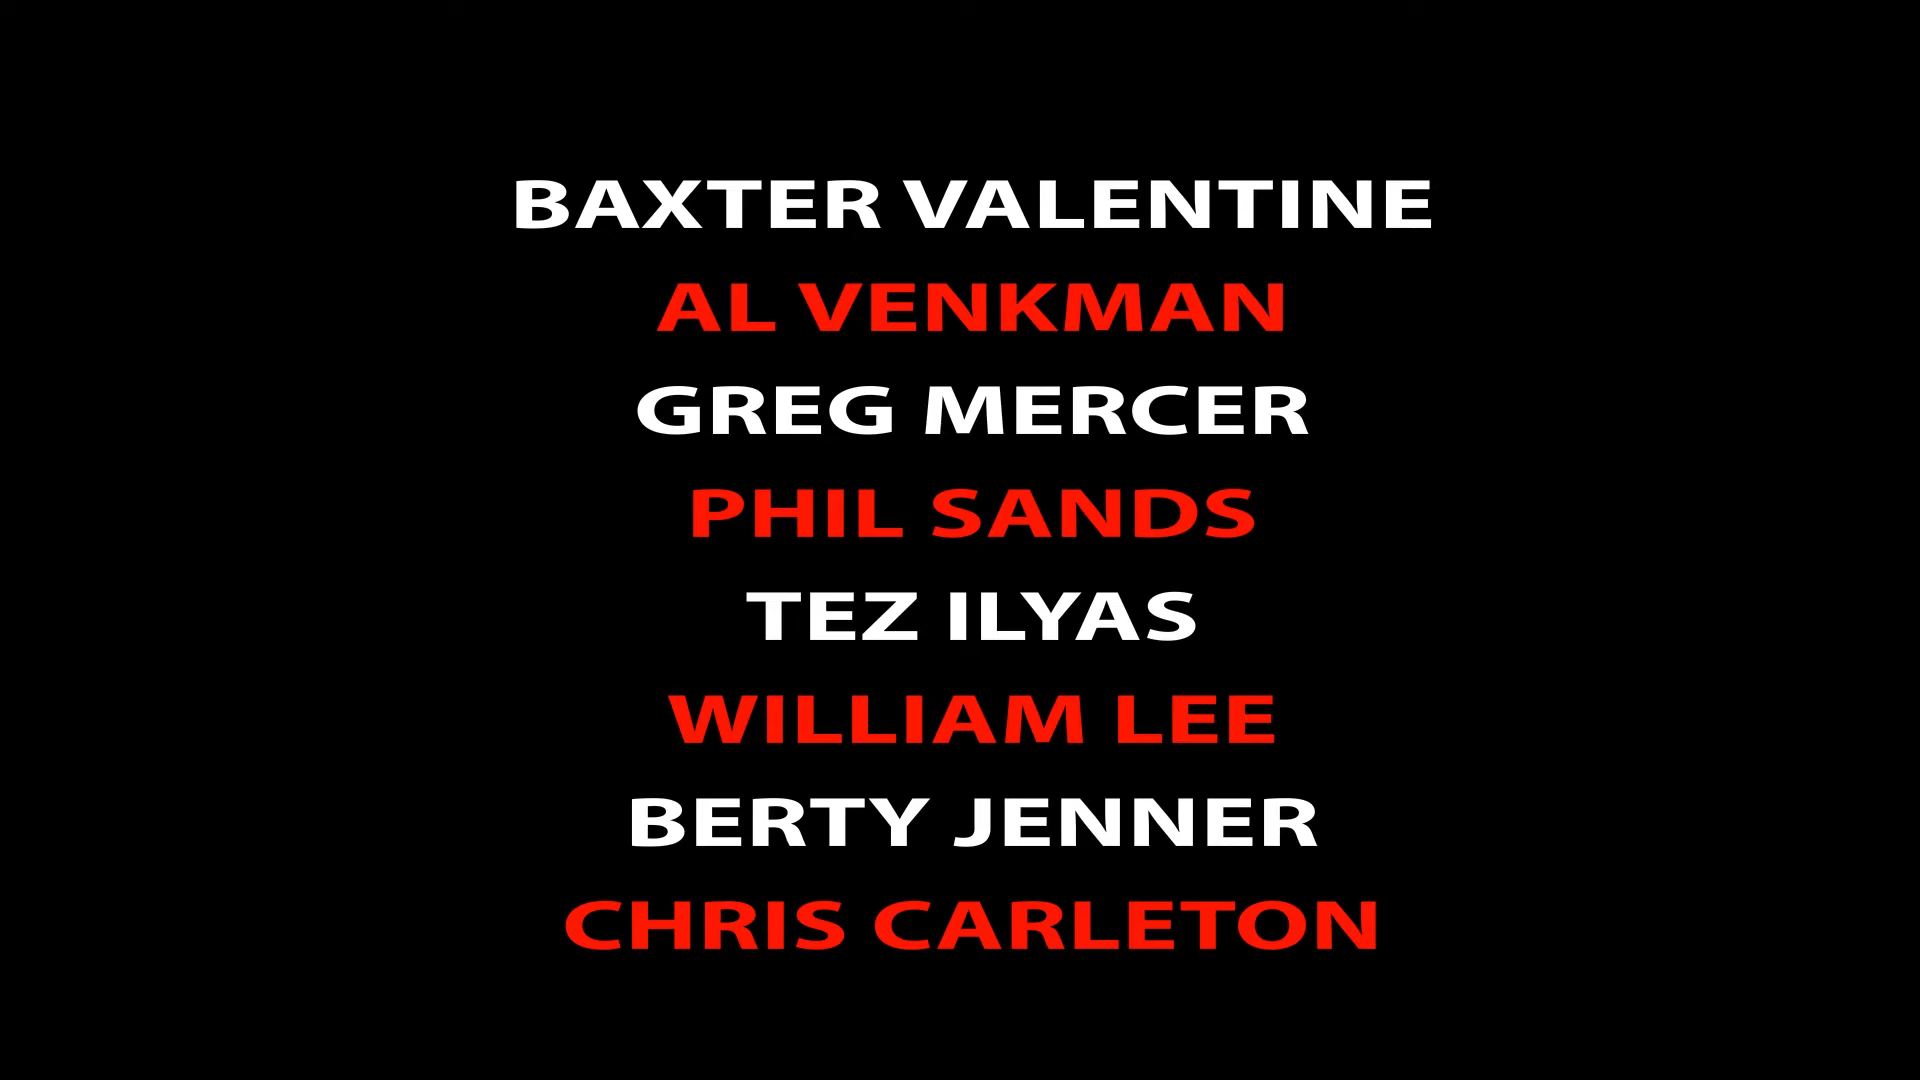 BAXTER VALENTINE
AL VENKMAN
GREG MERCER
PHIL SANDS
TEZ ILYAS
WILLIAM LEE
BERTY JENNER
CHRIS CARLETON